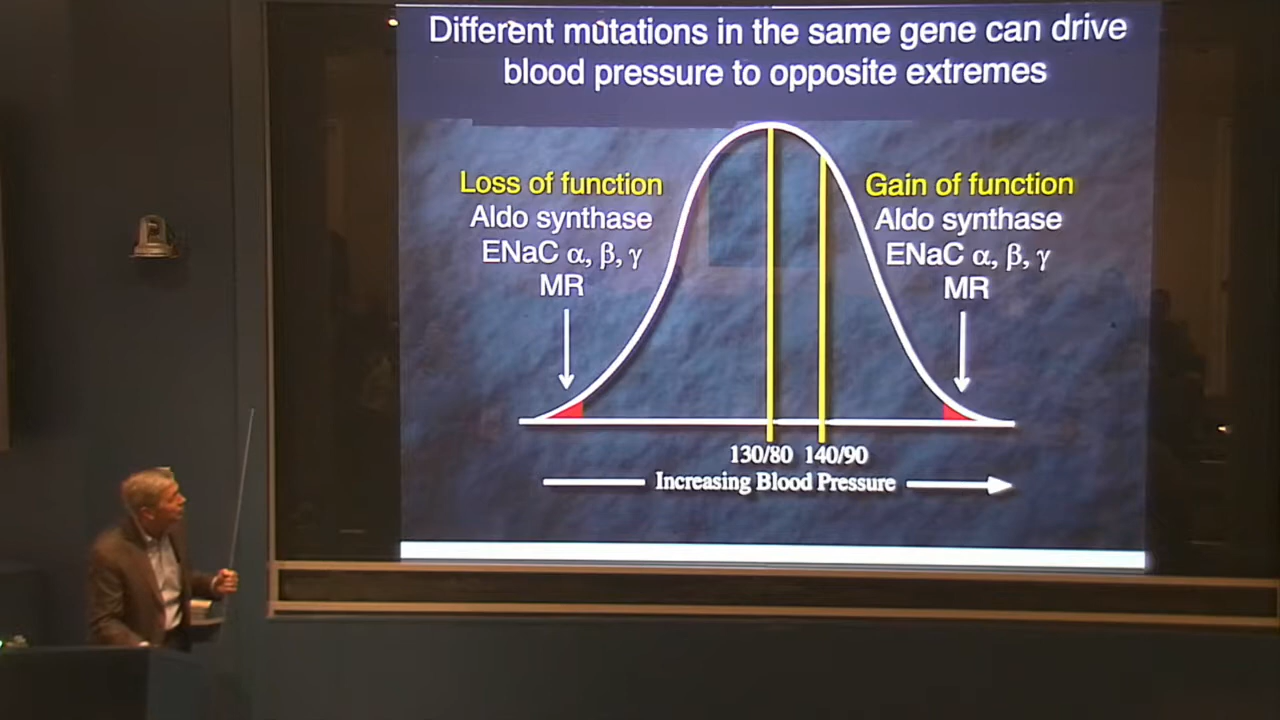 Different mutations in the same gene can drive
blood pressure to opposite extremes
Loss of function
Aldo synthase
ENaC α, β, γ
MR
Gain of function
Aldo synthase
ENaC α, β, γ
MR
130/80 140/90
Increasing Blood Pressure